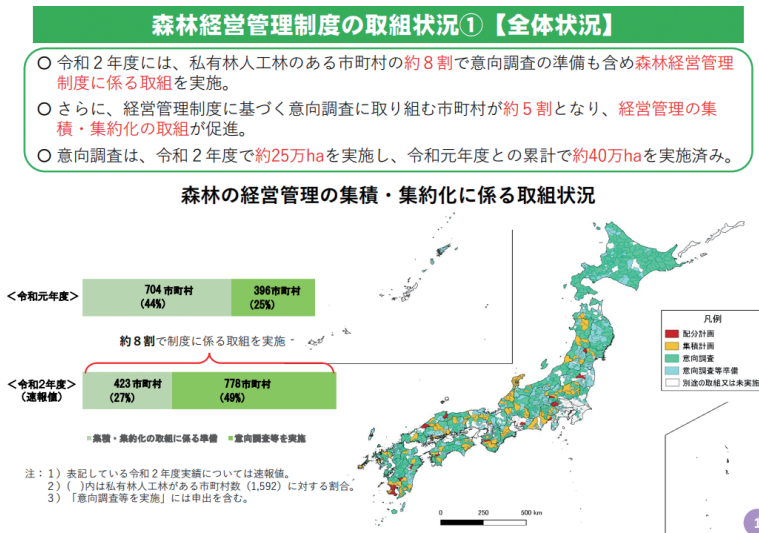 森林経営管理制度の取組状況①【全体状況】
○ 令和２年度には、私有林人工林のある市町村の約８割で意向調査の準備も含め森林経営管理
制度に係る取組を実施。
○ さらに、経営管理制度に基づく意向調査に取り組む市町村が約５割となり、経営管理の集
積・集約化の取組が促進。
○ 意向調査は、令和２年度で約25万haを実施し、令和元年度との累計で約40万haを実施済み。
森林の経営管理の集積・集約化に係る取組状況
＜令和元年度＞
704 市町村
(44%)
396市町村
(25%)
約８割で制度に係る取組を実施
＜令和２年度＞
（速報値）
423 市町村
(27%)
778市町村
(49%)
集積・集約化の取組に係る準備
意向調査等を実施
凡例
配分計画
集積計画
意向調査
意向調査等準備
別途の取組又は未実施
注：１）表記している令和２年度実績については速報値。
２）(　)内は私有林人工林がある市町村数（1,592）に対する割合。
３）「意向調査等を実施」には申出を含む。
0 250 500 km
1